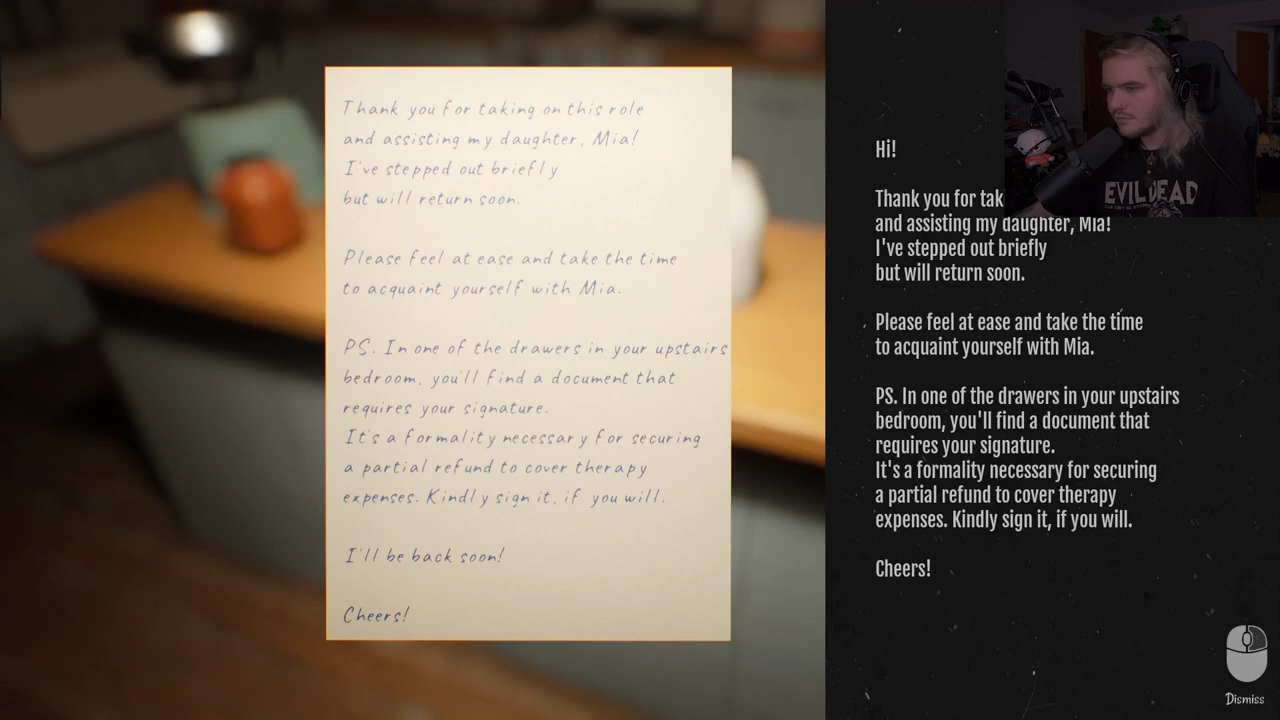 Thank you for taking on this role
and assisting my daughter, Mia!
I've stepped out briefly
but will return soon.
Please feel at ease and take the time
to acquaint yourself with Mia.
PS. In one of the drawers in your upstairs
bedroom, you'll find a document that
requires your signature.
It's a formality necessary for securing
a partial refund to cover therapy
expenses. Kindly sign it, if you will.
I'll be back soon!
Cheers!
Hi!
Thank you for tak
and assisting my daughter, Mia!
I've stepped out briefly
but will return soon.
Please feel at ease and take the time
to acquaint yourself with Mia.
PS. In one of the drawers in your upstairs
bedroom, you'll find a document that
requires your signature.
It's a formality necessary for securing
a partial refund to cover therapy
expenses. Kindly sign it, if you will.
Cheers!
EVIL DEAD
Dismiss